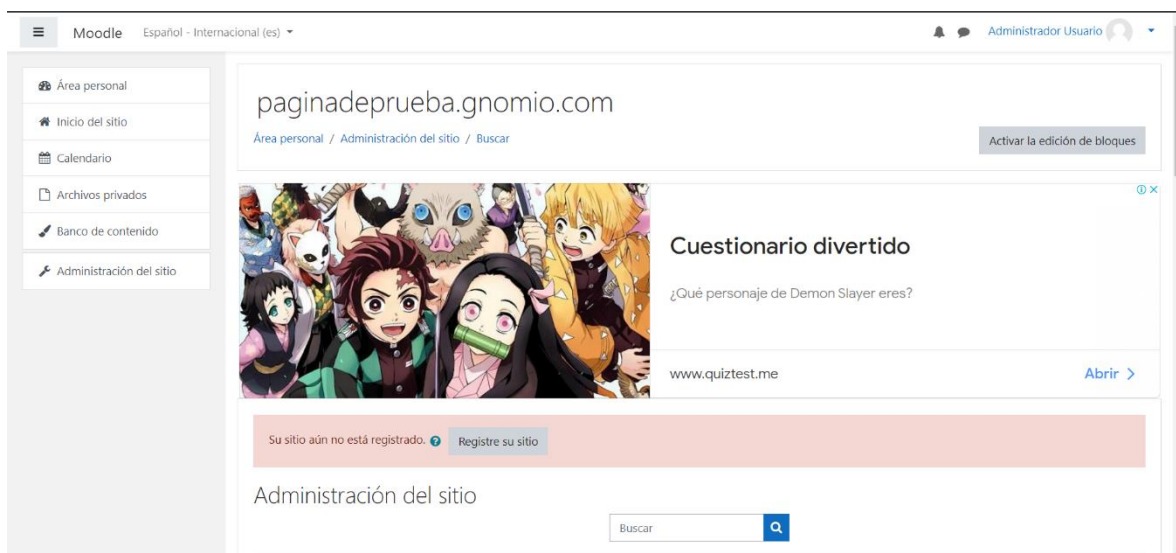 Moodle Español - Internacional (es) Administrador Usuario
Área personal
Inicio del sitio
Calendario
Archivos privados
Banco de contenido
Administración del sitio
paginadeprueba.gnomio.com
Área personal / Administración del sitio / Buscar
Activar la edición de bloques
Cuestionario divertido
¿Qué personaje de Demon Slayer eres?
www.quiztest.me Abrir >
Su sitio aún no está registrado. Registre su sitio
Administración del sitio
Buscar